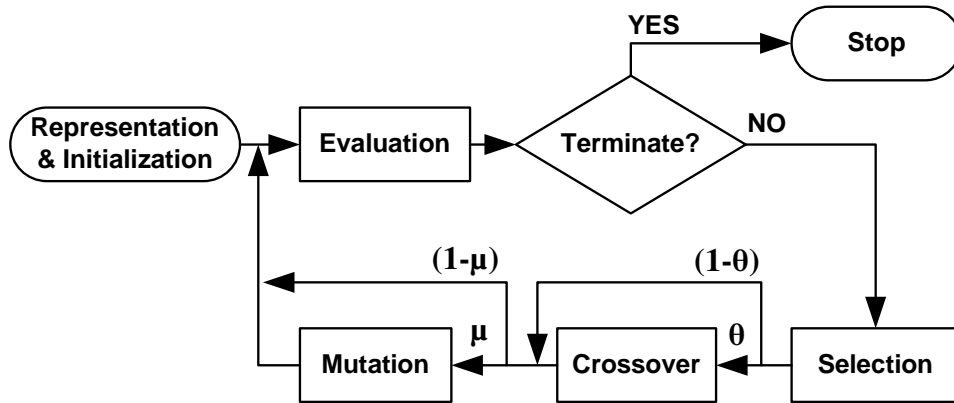 YES
Stop
Representation
& Initialization
Evaluation
Terminate?
NO
(1-μ)
(1-θ)
Mutation
μ
Crossover
θ
Selection